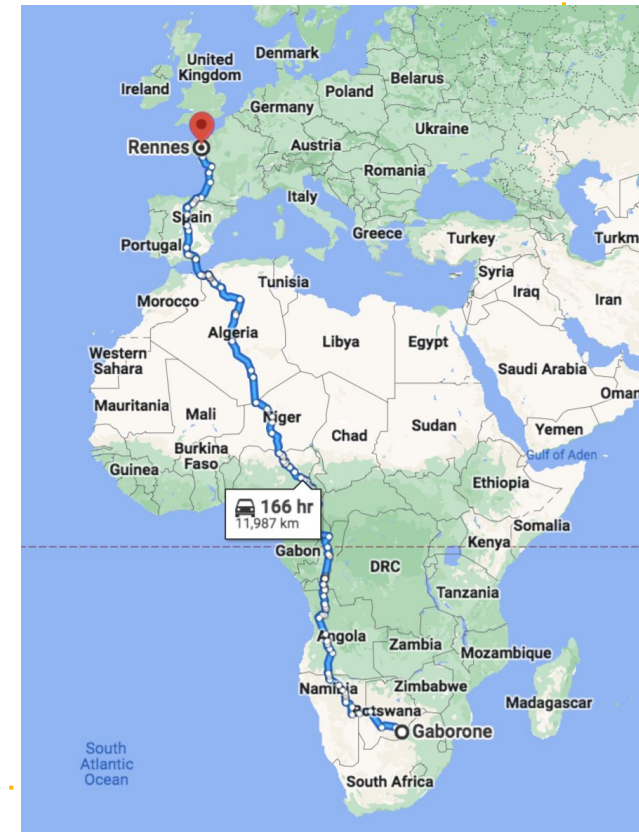 Denmark
United
Kingdom
Ireland
Poland
Belarus
Germany
Ukraine
Rennes
Austria
Romania
Italy
Spain
Greece
Portugal
Turkey
Turkm
Tunisia
Syria
Morocco
Iraq
Iran
Algeria
Libya
Egypt
Western
Sahara
Saudi Arabia
Oman
Mauritania
Mali
Niger
Chad
Sudan
Yemen
Burkina
Faso
Guinea
Gulf of Aden
Ethiopia
166 hr
11,987 km
Somalia
Kenya
Gabon
DRC
Tanzania
Angola
Zambia
Mozambique
Namibia
Zimbabwe
Madagascar
Botswana
Gaborone
South
Atlantic
Ocean
South Africa